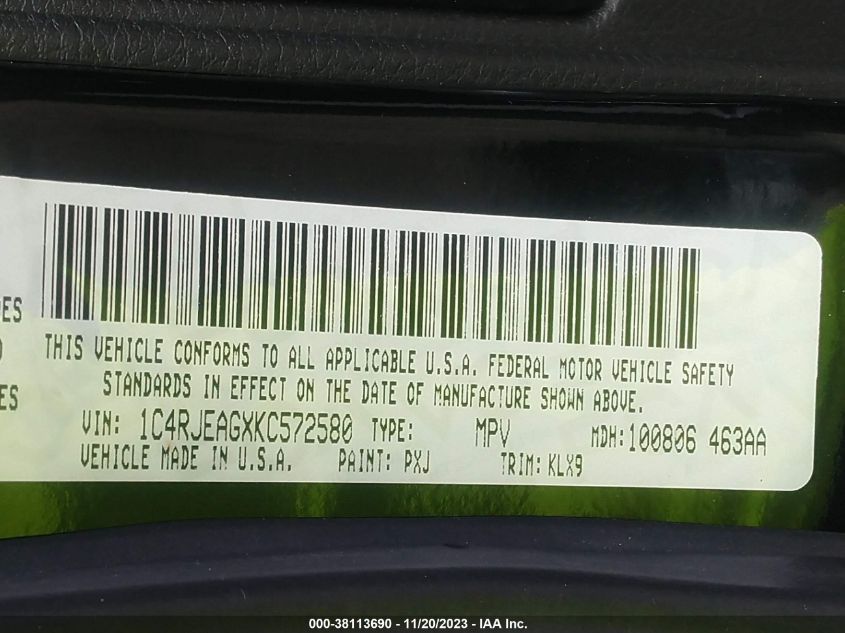 ES
)
ES
THIS VEHICLE CONFORMS TO ALL APPLICABLE U.S.A. FEDERAL MOTOR VEHICLE SAFETY
STANDARDS IN EFFECT ON THE DATE OF MANUFACTURE SHOWN ABOVE.
VIN: 1C4RJEAGXKC572580 TYPE: MPV MDH:100806 463AA
VEHICLE MADE IN U.S.A. PAINT: PXJ TRIM: KLX9
000-38113690 - 11/20/2023 - IAA Inc.